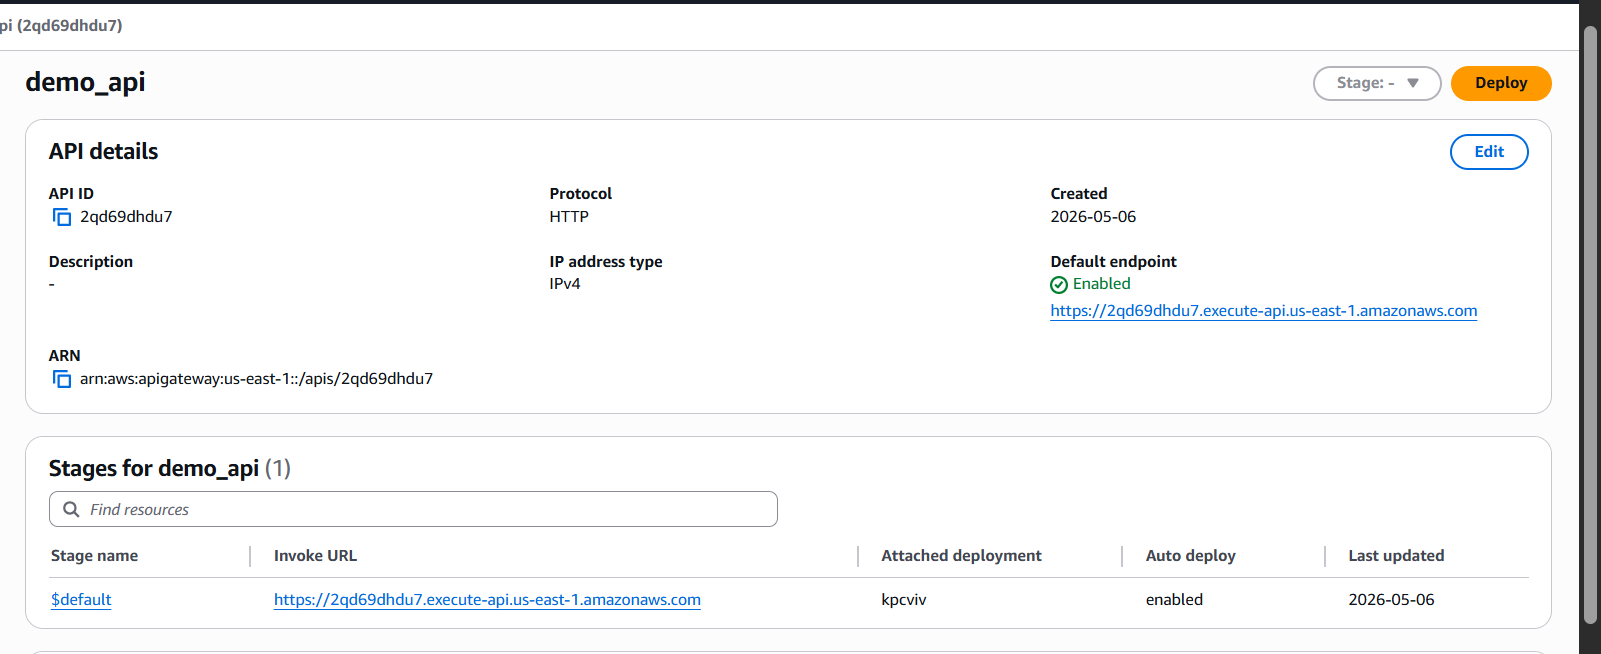 pi (2qd69dhdu7)
demo_api
Stage: -
Deploy
API details
Edit
API ID
Protocol
Created
2qd69dhdu7
HTTP
2026-05-06
Description
IP address type
Default endpoint
-
IPv4
Enabled
https://2qd69dhdu7.execute-api.us-east-1.amazonaws.com
ARN
arn:aws:apigateway:us-east-1::/apis/2qd69dhdu7
Stages for demo_api (1)
Find resources
Stage name
Invoke URL
Attached deployment
Auto deploy
Last updated
$default
https://2qd69dhdu7.execute-api.us-east-1.amazonaws.com
kpcviv
enabled
2026-05-06